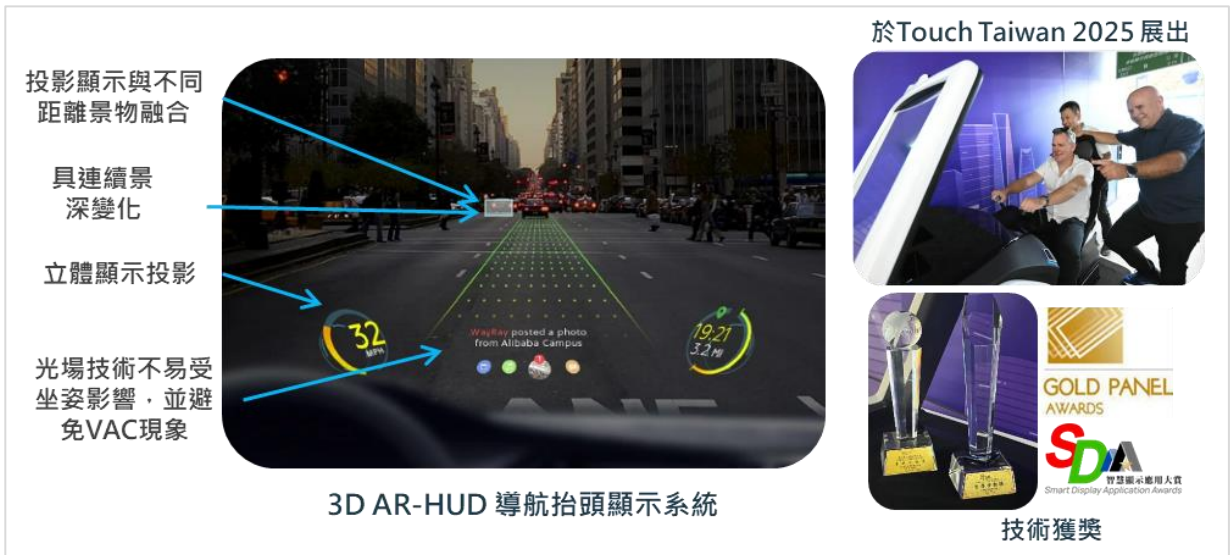 投影顯示與不同
距離景物融合
具連續景
深變化
立體顯示投影
光場技術不易受
坐姿影響，並避
免VAC現象
32
MPH
WayRay posted a photo
from Alibaba Campus
1
19:21
3.2 MI
3D AR-HUD 導航抬頭顯示系統
於Touch Taiwan 2025 展出
GOLD PANEL
AWARDS
SDAA
智慧顯示應用大賞
Smart Display Application Awards
技術獲獎